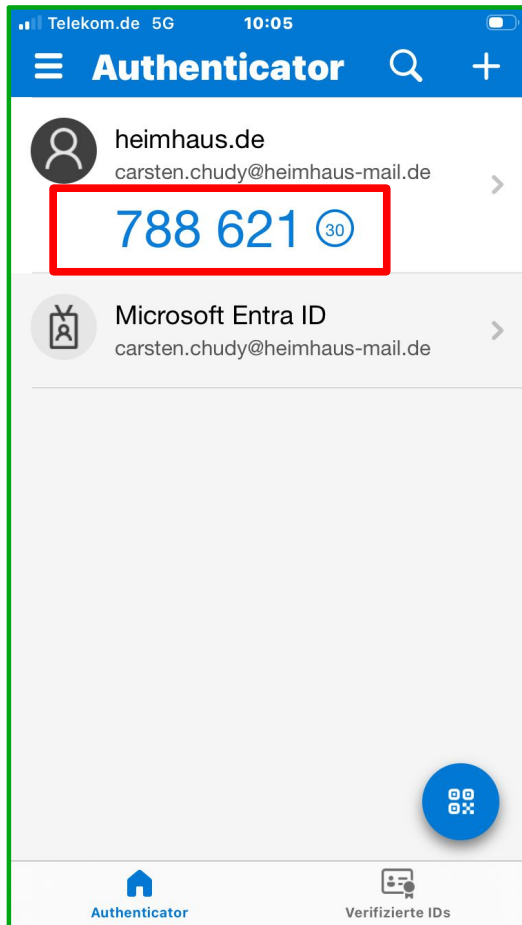 Telekom.de 5G 10:05
Authenticator
heimhaus.de
carsten.chudy@heimhaus-mail.de
788 621 30
Microsoft Entra ID
carsten.chudy@heimhaus-mail.de
Authenticator Verifizierte IDs